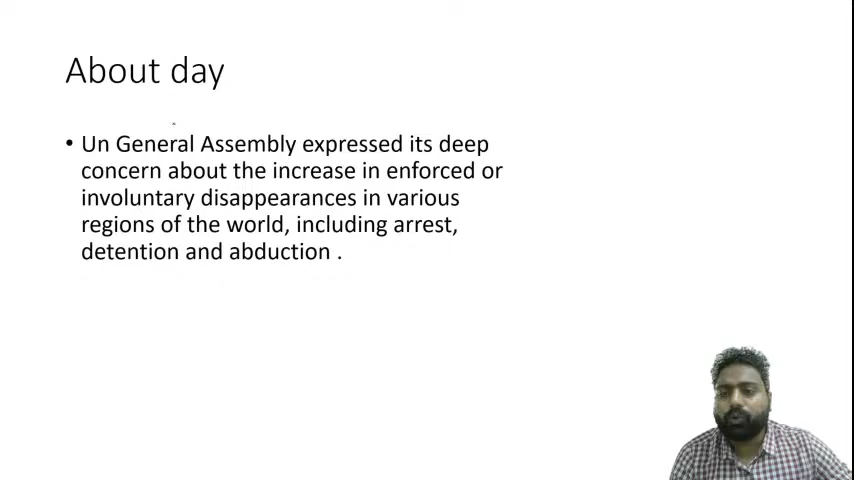 About day
• Un General Assembly expressed its deep
concern about the increase in enforced or
involuntary disappearances in various
regions of the world, including arrest,
detention and abduction .